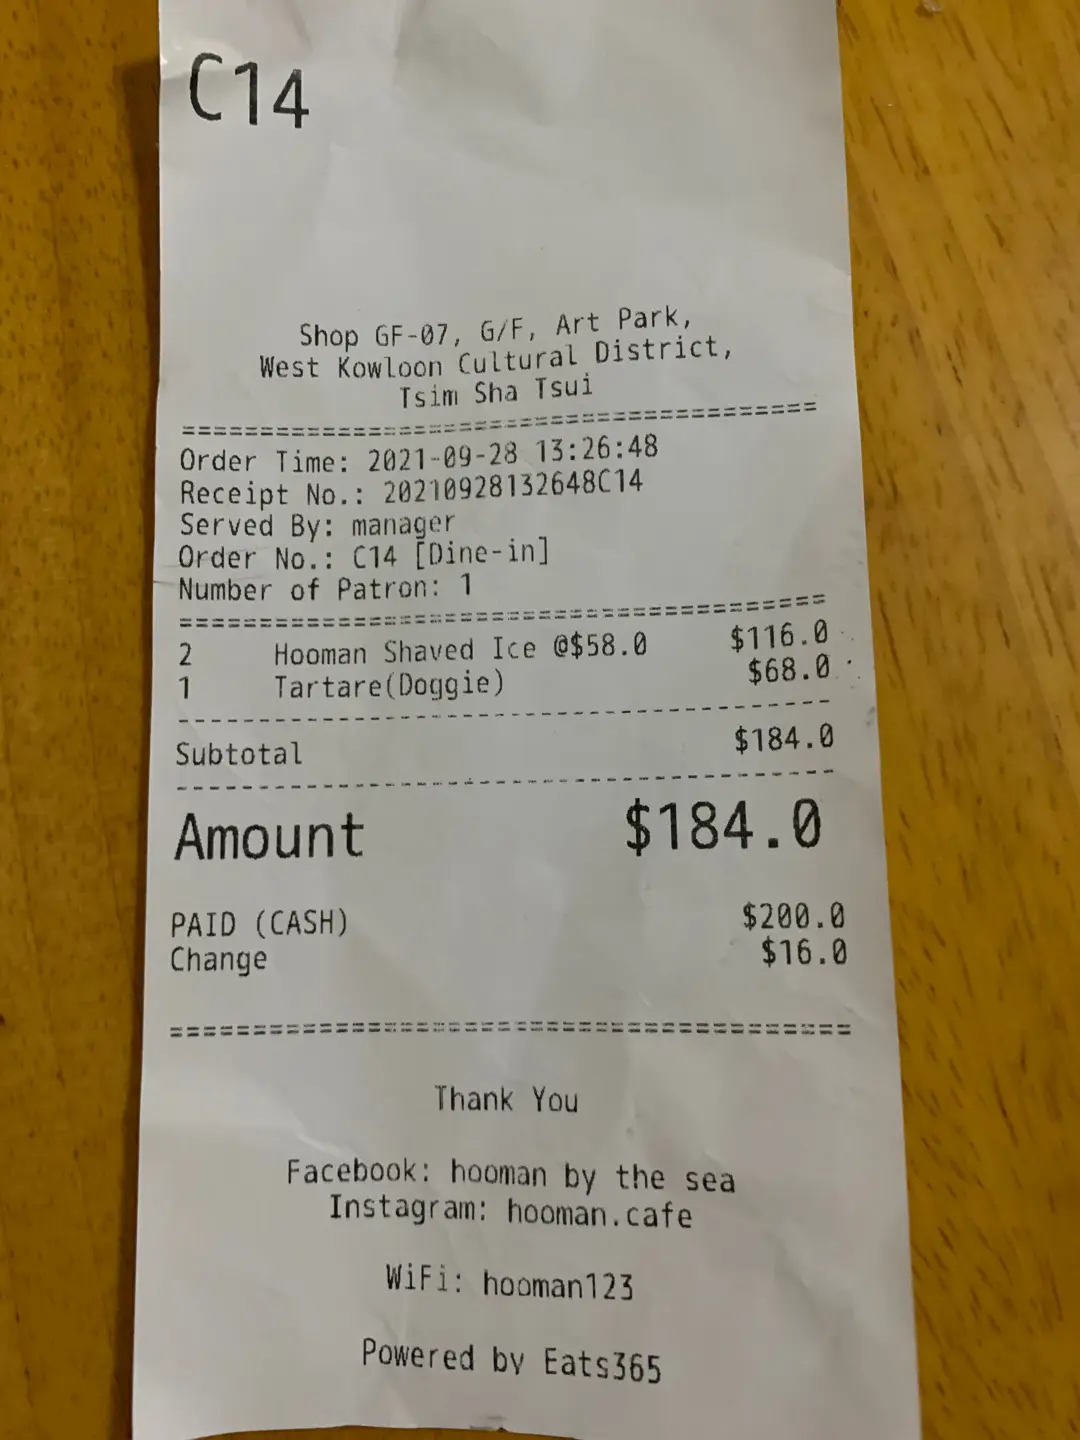 C14
Shop GF-07, G/F, Art Park,
West Kowloon Cultural District,
Tsim Sha Tsui
=========================================
Order Time: 2021-09-28 13:26:48
Receipt No.: 20210928132648C14
Served By: manager
Order No.: C14 [Dine-in]
Number of Patron: 1
=========================================
2 Hooman Shaved Ice @$58.0 $116.0
1 Tartare(Doggie) $68.0
-----------------------------------------
Subtotal $184.0
-----------------------------------------
Amount $184.0
PAID (CASH) $200.0
Change $16.0
=========================================
Thank You
Facebook: hooman by the sea
Instagram: hooman.cafe
WiFi: hooman123
Powered by Eats365